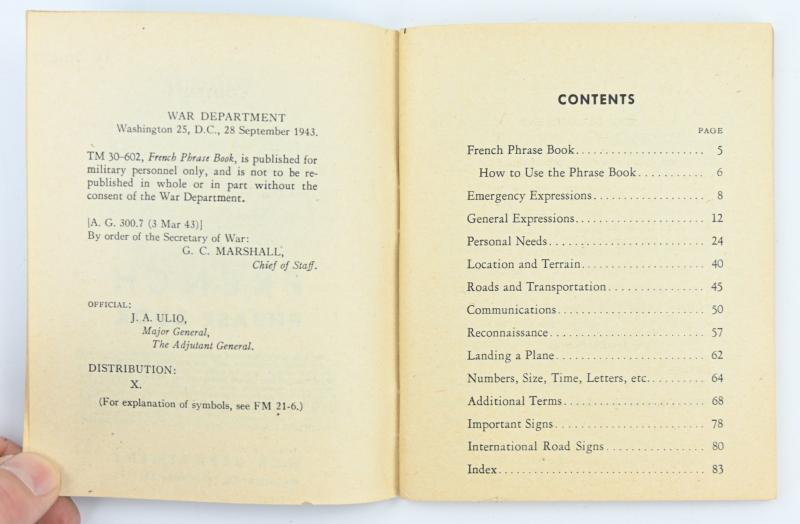 WAR DEPARTMENT
Washington 25, D.C., 28 September 1943.
TM 30–602, French Phrase Book, is published for
military personnel only, and is not to be re-
published in whole or in part without the
consent of the War Department.
[A. G. 300.7 (3 Mar 43)]
By order of the Secretary of War:
G. C. MARSHALL,
Chief of Staff.
OFFICIAL:
J. A. ULIO,
Major General,
The Adjutant General.
DISTRIBUTION:
X.
(For explanation of symbols, see FM 21-6.)
CONTENTS
PAGE
French Phrase Book. . . . . . . . . . . . . . . . . . . . . . 5
How to Use the Phrase Book. . . . . . . . . . . 6
Emergency Expressions. . . . . . . . . . . . . . . . . . . 8
General Expressions. . . . . . . . . . . . . . . . . . . . . . 12
Personal Needs. . . . . . . . . . . . . . . . . . . . . . . . . . 24
Location and Terrain. . . . . . . . . . . . . . . . . . . . . 40
Roads and Transportation. . . . . . . . . . . . . . . . . 45
Communications. . . . . . . . . . . . . . . . . . . . . . . . . 50
Reconnaissance. . . . . . . . . . . . . . . . . . . . . . . . . . 57
Landing a Plane. . . . . . . . . . . . . . . . . . . . . . . . . 62
Numbers, Size, Time, Letters, etc. . . . . . . . . . 64
Additional Terms. . . . . . . . . . . . . . . . . . . . . . . . 68
Important Signs. . . . . . . . . . . . . . . . . . . . . . . . . 78
International Road Signs. . . . . . . . . . . . . . . . . 80
Index. . . . . . . . . . . . . . . . . . . . . . . . . . . . . . . . . . 83